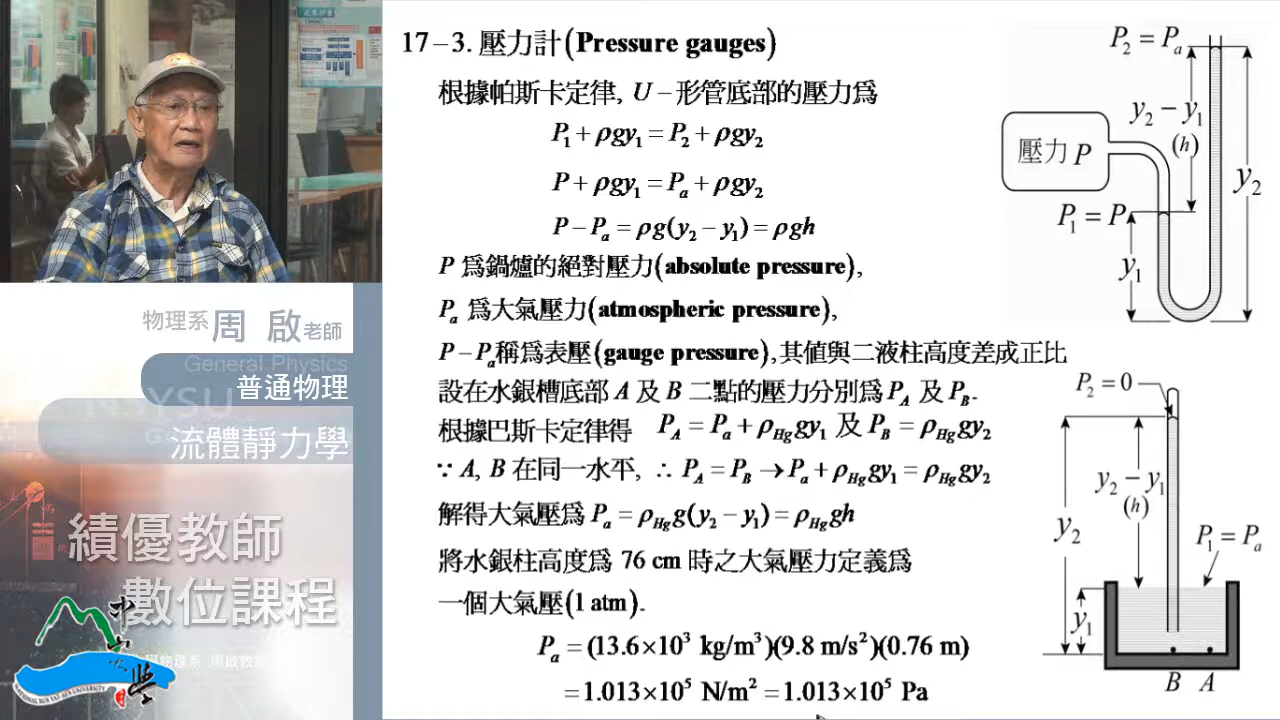 17－3. 壓力計(Pressure gauges)
根據帕斯卡定律, U－形管底部的壓力爲
P₁ + ρgy₁ = P₂ + ρgy₂
P + ρgy₁ = Pₐ + ρgy₂
P − Pₐ = ρg(y₂ − y₁) = ρgh
P 爲鍋爐的絕對壓力(absolute pressure),
Pₐ 爲大氣壓力(atmospheric pressure),
P − Pₐ稱爲表壓(gauge pressure),其値與二液柱高度差成正比
設在水銀槽底部 A 及 B 二點的壓力分別爲 P_A 及 P_B.
根據巴斯卡定律得 P_A = Pₐ + ρ_Hg gy₁ 及 P_B = ρ_Hg gy₂
∵ A, B 在同一水平, ∴ P_A = P_B → Pₐ + ρ_Hg gy₁ = ρ_Hg gy₂
解得大氣壓爲 Pₐ = ρ_Hg g(y₂ − y₁) = ρ_Hg gh
將水銀柱高度爲 76 cm 時之大氣壓力定義爲
一個大氣壓(1 atm).
Pₐ = (13.6×10³ kg/m³)(9.8 m/s²)(0.76 m)
= 1.013×10⁵ N/m² = 1.013×10⁵ Pa
P₂ = Pₐ
y₂ − y₁
(h)
壓力 P
y₂
P₁ = P
y₁
P₂ = 0
y₂ − y₁
(h)
y₂
P₁ = Pₐ
y₁
B A
物理系周 啟老師
General Physics
普通物理
NSYSU
流體靜力學
績優教師
數位課程
NATIONAL SUN YAT-SEN UNIVERSITY